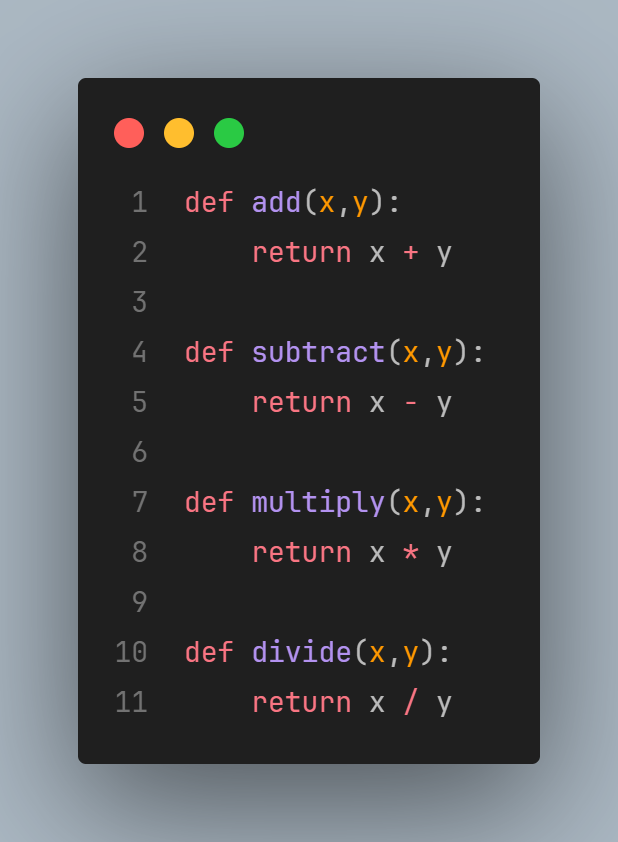 1 def add(x,y):
2     return x + y
3
4 def subtract(x,y):
5     return x - y
6
7 def multiply(x,y):
8     return x * y
9
10 def divide(x,y):
11     return x / y